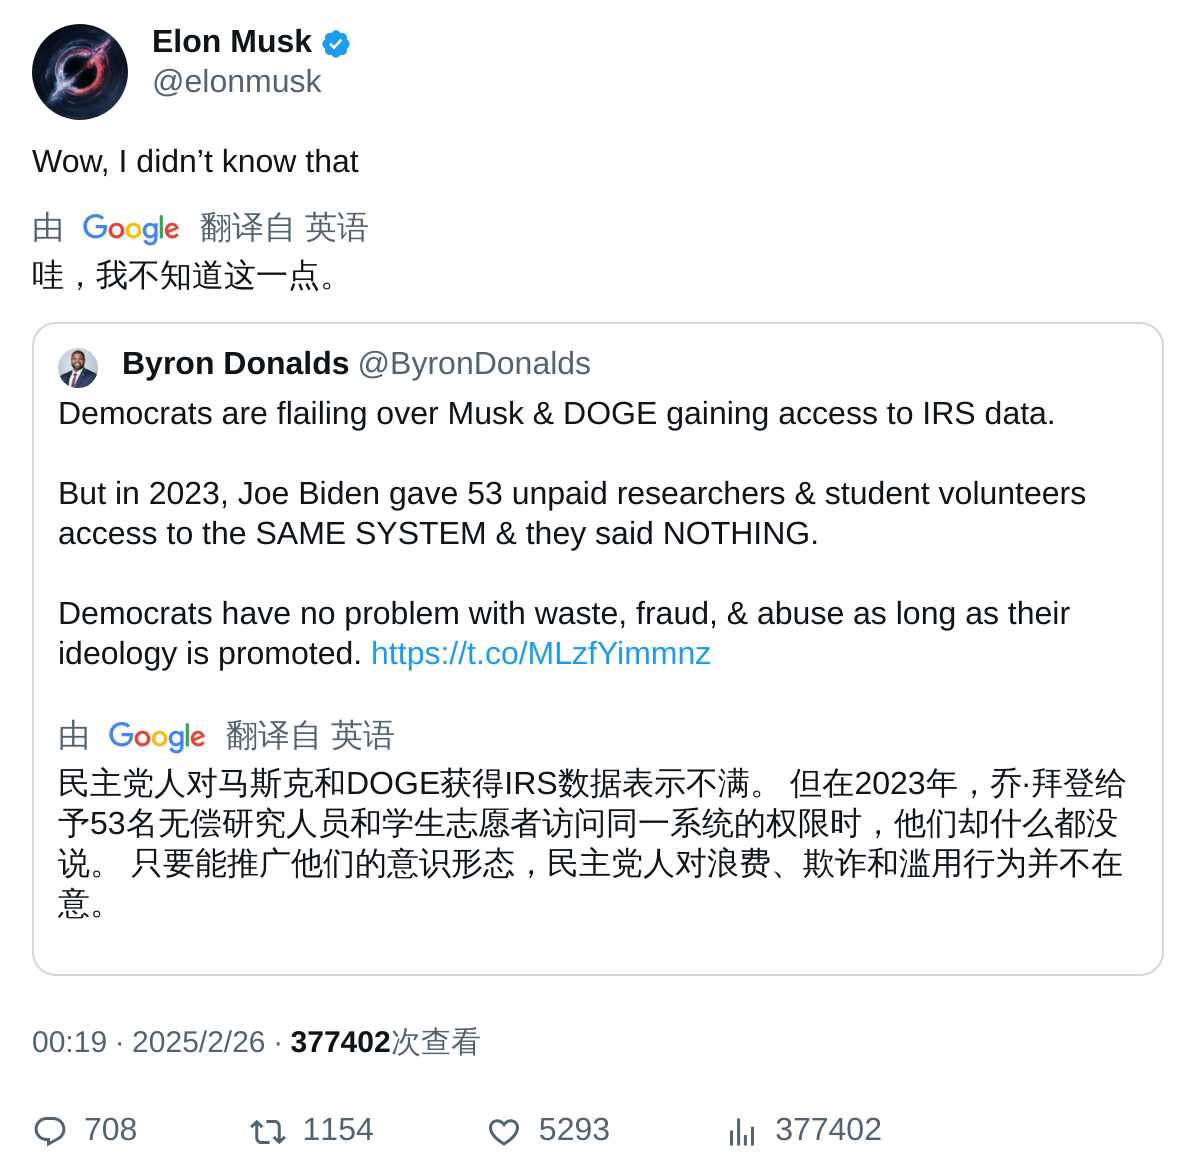 Elon Musk
@elonmusk
Wow, I didn’t know that
由 Google 翻译自 英语
哇，我不知道这一点。
Byron Donalds @ByronDonalds
Democrats are flailing over Musk & DOGE gaining access to IRS data.
But in 2023, Joe Biden gave 53 unpaid researchers & student volunteers
access to the SAME SYSTEM & they said NOTHING.
Democrats have no problem with waste, fraud, & abuse as long as their
ideology is promoted. https://t.co/MLzfYimmnz
由 Google 翻译自 英语
民主党人对马斯克和DOGE获得IRS数据表示不满。 但在2023年，乔·拜登给
予53名无偿研究人员和学生志愿者访问同一系统的权限时，他们却什么都没
说。 只要能推广他们的意识形态，民主党人对浪费、欺诈和滥用行为并不在
意。
00:19 · 2025/2/26 · 377402次查看
708 1154 5293 377402